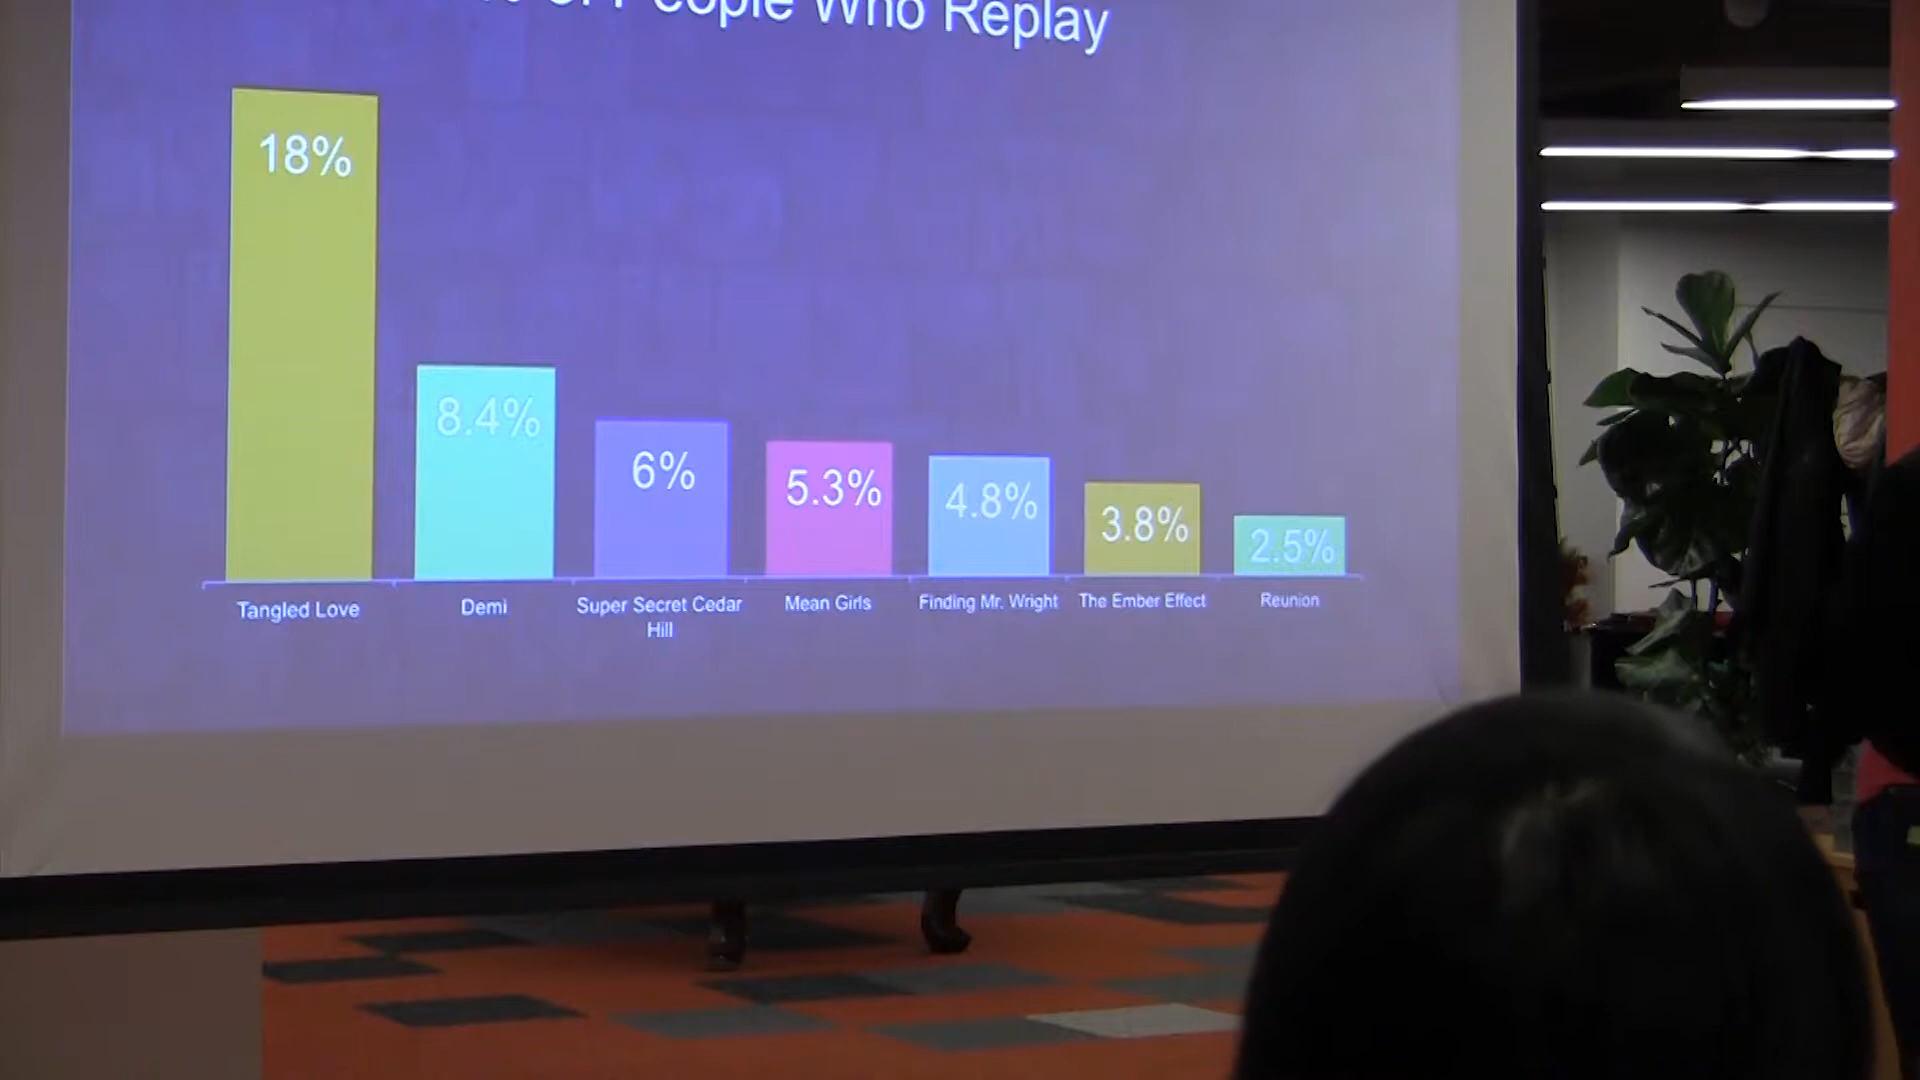 of People Who Replay
18%
8.4%
6%
5.3%
4.8%
3.8%
2.5%
Tangled Love
Demi
Super Secret Cedar
Hill
Mean Girls
Finding Mr. Wright
The Ember Effect
Reunion